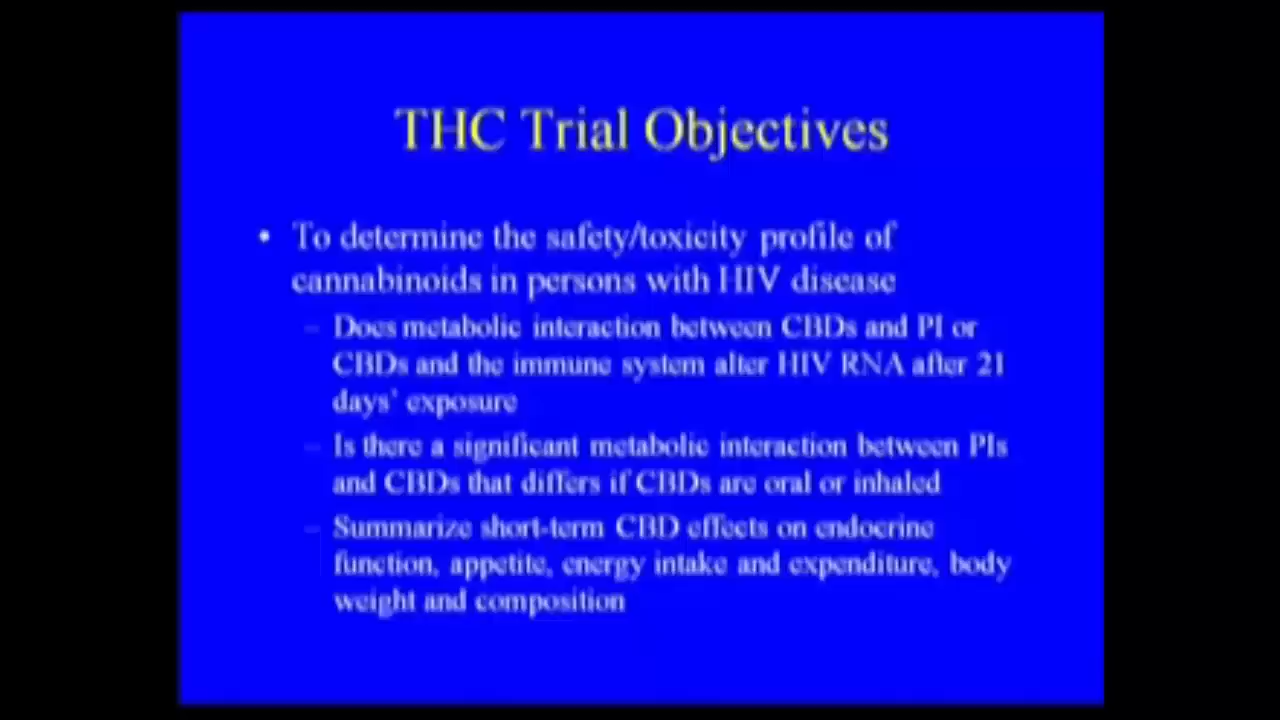 THC Trial Objectives
• To determine the safety/toxicity profile of
cannabinoids in persons with HIV disease
– Does metabolic interaction between CBDs and PI or
CBDs and the immune system alter HIV RNA after 21
days' exposure
– Is there a significant metabolic interaction between PIs
and CBDs that differs if CBDs are oral or inhaled
– Summarize short-term CBD effects on endocrine
function, appetite, energy intake and expenditure, body
weight and composition